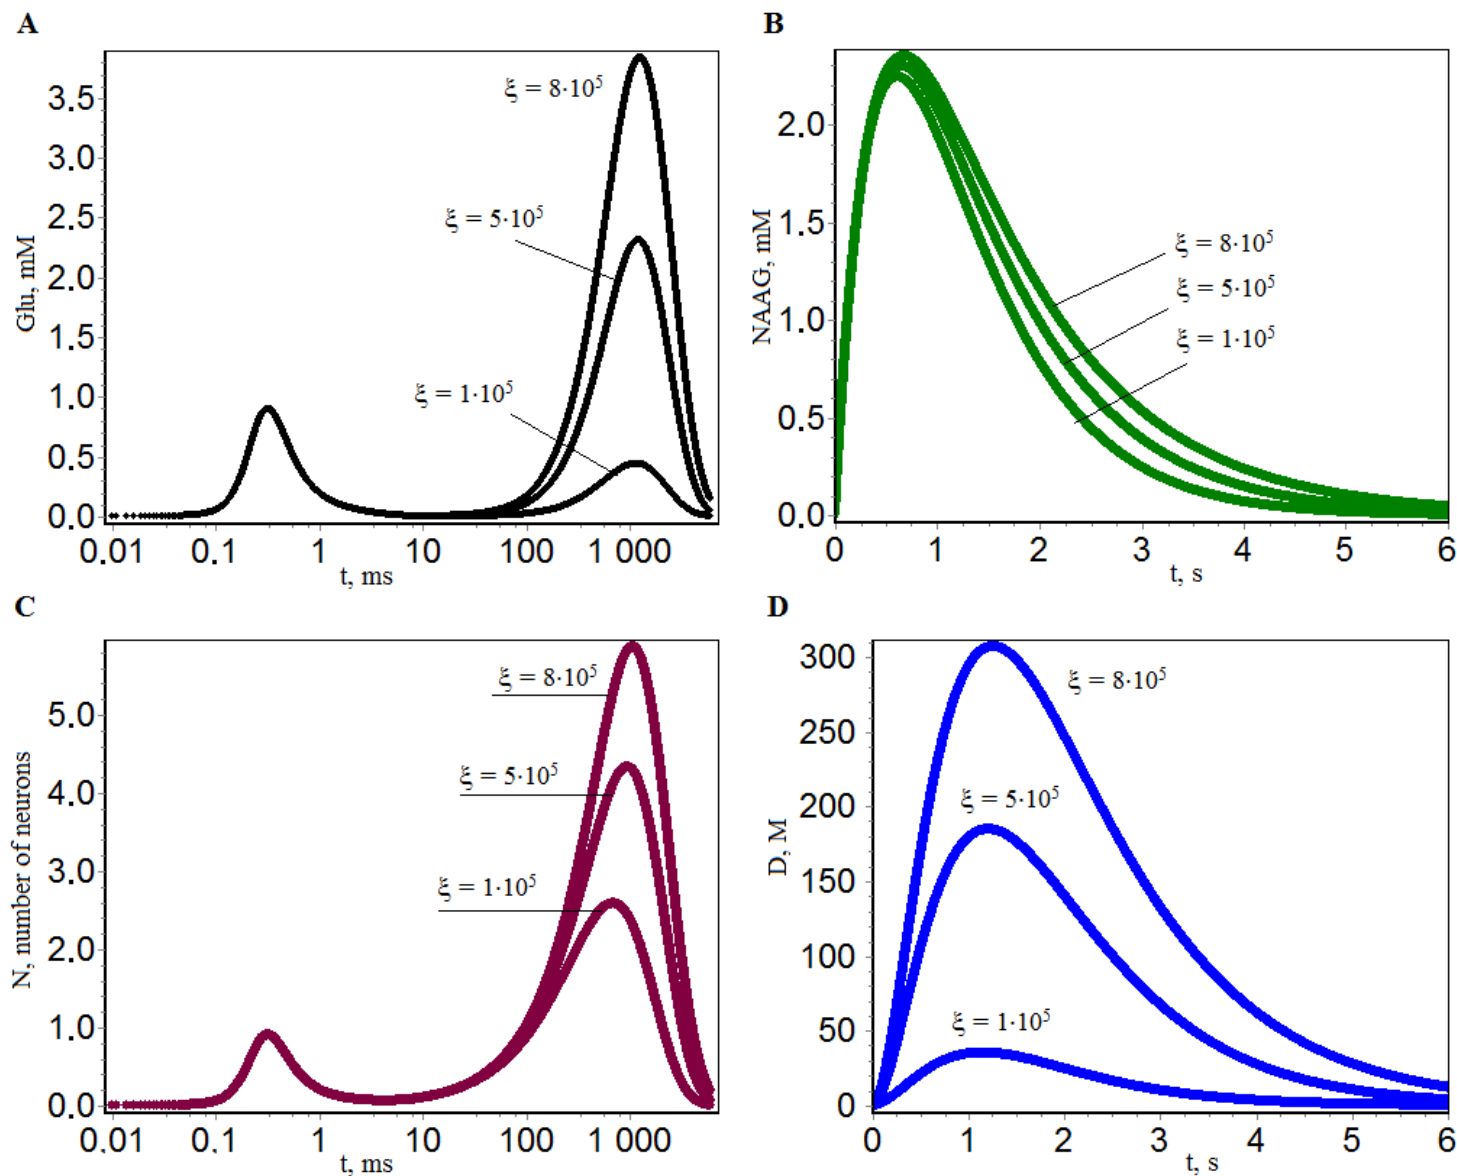 A
Glu, mM
3.5
3.0
2.5
2.0
1.5
1.0
0.5
0.0
ξ = 8·10⁵
ξ = 5·10⁵
ξ = 1·10⁵
0.01 0.1 1 10 100 1 000
t, ms
B
NAAG, mM
2.0
1.5
1.0
0.5
0.0
ξ = 8·10⁵
ξ = 5·10⁵
ξ = 1·10⁵
0 1 2 3 4 5 6
t, s
C
N, number of neurons
5.0
4.0
3.0
2.0
1.0
0.0
ξ = 8·10⁵
ξ = 5·10⁵
ξ = 1·10⁵
0.01 0.1 1 10 100 1 000
t, ms
D
D, M
300
250
200
150
100
50
0
ξ = 8·10⁵
ξ = 5·10⁵
ξ = 1·10⁵
0 1 2 3 4 5 6
t, s